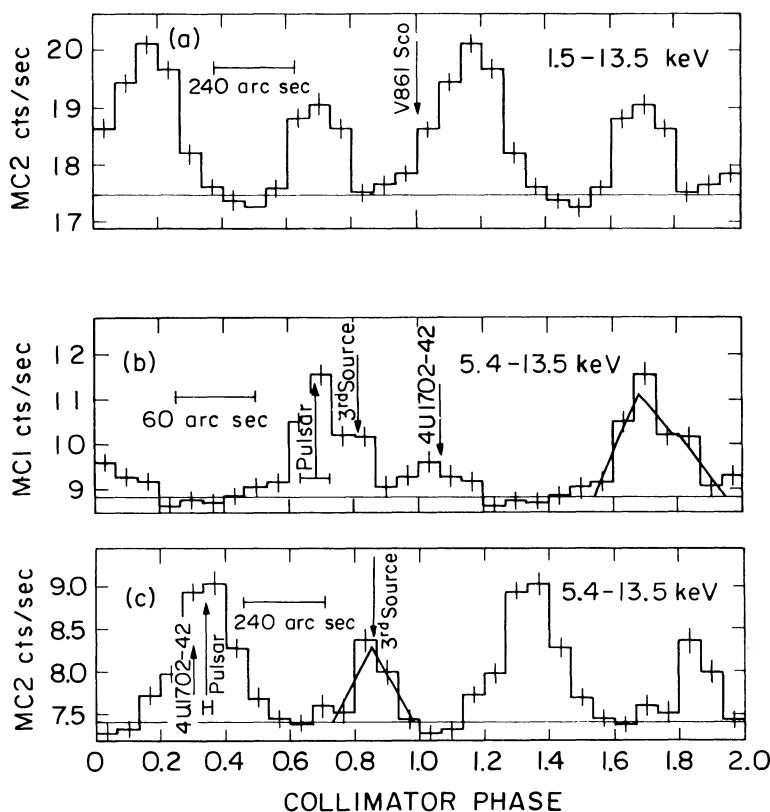 (a)
V861 Sco
1.5–13.5 keV
240 arc sec
MC2 cts/sec
20
19
18
17
(b)
3rd Source
4U1702-42
5.4–13.5 keV
60 arc sec
Pulsar
MC1 cts/sec
12
11
10
9
(c)
240 arc sec
3rd Source
5.4-13.5 keV
4U1702-42
Pulsar
MC2 cts/sec
9.0
8.5
8.0
7.5
0 0.2 0.4 0.6 0.8 1.0 1.2 1.4 1.6 1.8 2.0
COLLIMATOR PHASE